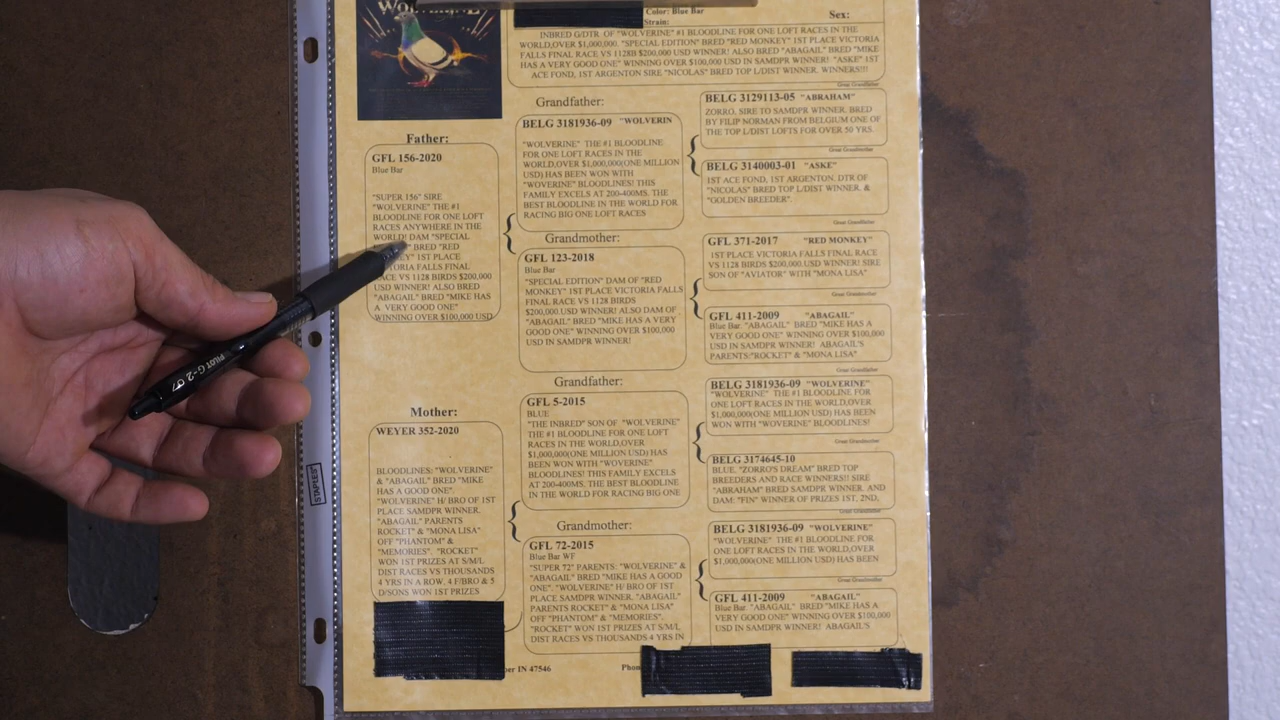 Color: Blue Bar
Strain:
Sex:
INBRED G/DTR OF "WOLVERINE" #1 BLOODLINE FOR ONE LOFT RACES IN THE
WORLD,OVER $1,000,000. "SPECIAL EDITION" BRED "RED MONKEY" 1ST PLACE VICTORIA
FALLS FINAL RACE VS 1128B $200,000 USD WINNER! ALSO BRED "ABAGAIL" BRED "MIKE
HAS A VERY GOOD ONE" WINNING OVER $100,000 USD IN SAMDPR WINNER! "ASKE" 1ST
ACE FOND, 1ST ARGENTON SIRE "NICOLAS" BRED TOP L/DIST WINNER. WINNERS!!!
Father:
GFL 156-2020
Blue Bar
"SUPER 156" SIRE
"WOLVERINE" THE #1
BLOODLINE FOR ONE LOFT
RACES ANYWHERE IN THE
WORLD! DAM "SPECIAL
BRED "RED
1ST PLACE
FALLS FINAL
RACE VS 1128 BIRDS $200,000
USD WINNER! ALSO BRED
"ABAGAIL" BRED "MIKE HAS
A VERY GOOD ONE"
WINNING OVER $100,000 USD
Mother:
WEYER 352-2020
BLOODLINES: "WOLVERINE"
& "ABAGAIL" BRED "MIKE
HAS A GOOD ONE".
"WOLVERINE" H/ BRO OF 1ST
PLACE SAMDPR WINNER.
"ABAGAIL" PARENTS
ROCKET" & "MONA LISA"
OFF "PHANTOM" &
"MEMORIES". "ROCKET"
WON 1ST PRIZES AT S/M/L
DIST RACES VS THOUSANDS
4 YRS IN A ROW, 4 F/BRO & 5
D/SONS WON 1ST PRIZES
Grandfather:
BELG 3181936-09 "WOLVERIN
"WOLVERINE" THE #1 BLOODLINE
FOR ONE LOFT RACES IN THE
WORLD,OVER $1,000,000(ONE MILLION
USD) HAS BEEN WON WITH
"WOVERINE" BLOODLINES! THIS
FAMILY EXCELS AT 200-400MS. THE
BEST BLOODLINE IN THE WORLD FOR
RACING BIG ONE LOFT RACES
Grandmother:
GFL 123-2018
Blue Bar
"SPECIAL EDITION" DAM OF "RED
MONKEY" 1ST PLACE VICTORIA FALLS
FINAL RACE VS 1128 BIRDS
$200,000 USD WINNER! ALSO DAM OF
"ABAGAIL" BRED "MIKE HAS A VERY
GOOD ONE" WINNING OVER $100,000
USD IN SAMDPR WINNER!
Grandfather:
GFL 5-2015
BLUE
"THE INBRED" SON OF "WOLVERINE"
THE #1 BLOODLINE FOR ONE LOFT
RACES IN THE WORLD,OVER
$1,000,000(ONE MILLION USD) HAS
BEEN WON WITH "WOVERINE"
BLOODLINES! THIS FAMILY EXCELS
AT 200-400MS. THE BEST BLOODLINE
IN THE WORLD FOR RACING BIG ONE
Grandmother:
GFL 72-2015
Blue Bar WF
"SUPER 72" PARENTS: "WOLVERINE" &
"ABAGAIL" BRED "MIKE HAS A GOOD
ONE". "WOLVERINE" H/ BRO OF 1ST
PLACE SAMDPR WINNER. "ABAGAIL"
PARENTS ROCKET" & "MONA LISA"
OFF "PHANTOM" & "MEMORIES".
"ROCKET" WON 1ST PRIZES AT S/M/L
DIST RACES VS THOUSANDS 4 YRS IN
Great Grandfather
BELG 3129113-05 "ABRAHAM"
ZORRO, SIRE TO SAMDPR WINNER. BRED
BY FILIP NORMAN FROM BELGIUM ONE OF
THE TOP L/DIST LOFTS FOR OVER 50 YRS.
Great Grandmother
BELG 3140003-01 "ASKE"
1ST ACE FOND, 1ST ARGENTON. DTR OF
"NICOLAS" BRED TOP L/DIST WINNER. &
"GOLDEN BREEDER".
Great Grandfather
GFL 371-2017 "RED MONKEY"
1ST PLACE VICTORIA FALLS FINAL RACE
VS 1128 BIRDS $200,000 USD WINNER! SIRE
SON OF "AVIATOR" WITH "MONA LISA"
Great Grandmother
GFL 411-2009 "ABAGAIL"
Blue Bar "ABAGAIL" BRED "MIKE HAS A
VERY GOOD ONE" WINNING OVER $100,000
USD IN SAMDPR WINNER! ABAGAIL'S
PARENTS:"ROCKET" & "MONA LISA"
Great Grandfather
BELG 3181936-09 "WOLVERINE"
"WOLVERINE" THE #1 BLOODLINE FOR
ONE LOFT RACES IN THE WORLD,OVER
$1,000,000(ONE MILLION USD) HAS BEEN
WON WITH "WOVERINE" BLOODLINES!
Great Grandmother
BELG 3174645-10
BLUE, "ZORRO'S DREAM" BRED TOP
BREEDERS AND RACE WINNERS!! SIRE
"ABRAHAM" BRED SAMDPR WINNER. AND
DAM: "FIN" WINNER OF PRIZES 1ST, 2ND,
Great Grandfather
BELG 3181936-09 "WOLVERINE"
"WOLVERINE" THE #1 BLOODLINE FOR
ONE LOFT RACES IN THE WORLD,OVER
$1,000,000(ONE MILLION USD) HAS BEEN
Great Grandmother
GFL 411-2009 "ABAGAIL"
Blue Bar "ABAGAIL" BRED "MIKE HAS A
VERY GOOD ONE" WINNING OVER $100,000
USD IN SAMDPR WINNER! ABAGAIL'S
IN 47546
PILOT G-2 07
STAPLES